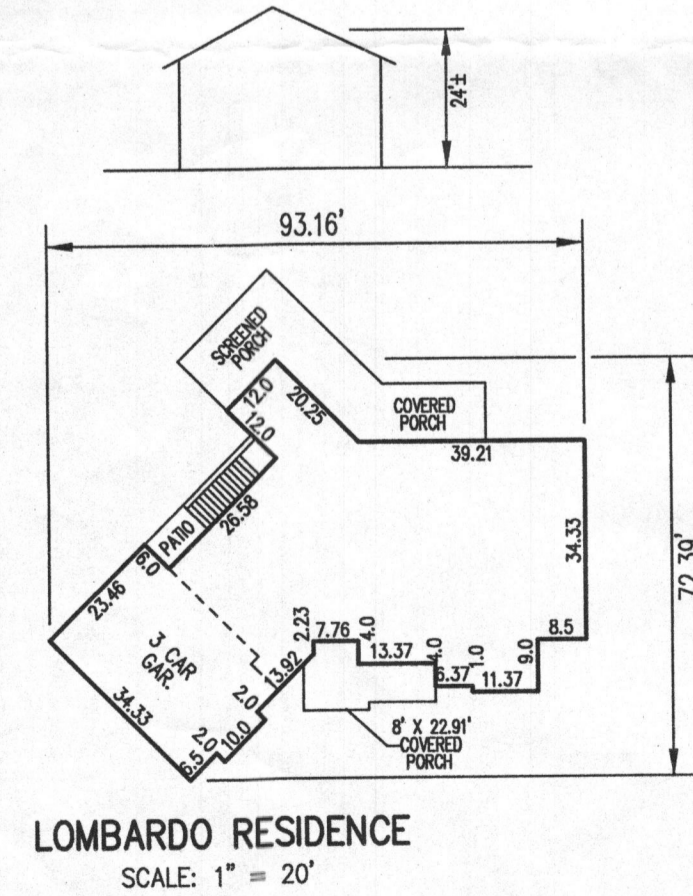 24'±
93.16'
SCREENED
PORCH
12.0
12.0
20.25
COVERED
PORCH
39.21
PATIO
26.58
6.0
23.46
34.33
72.39'
3 CAR
GAR.
2.23
7.76
4.0
13.37
4.0
6.37
1.0
11.37
9.0
8.5
13.92
2.0
10.0
2.0
6.5
34.33
8' X 22.91'
COVERED
PORCH
LOMBARDO RESIDENCE
SCALE: 1" = 20'